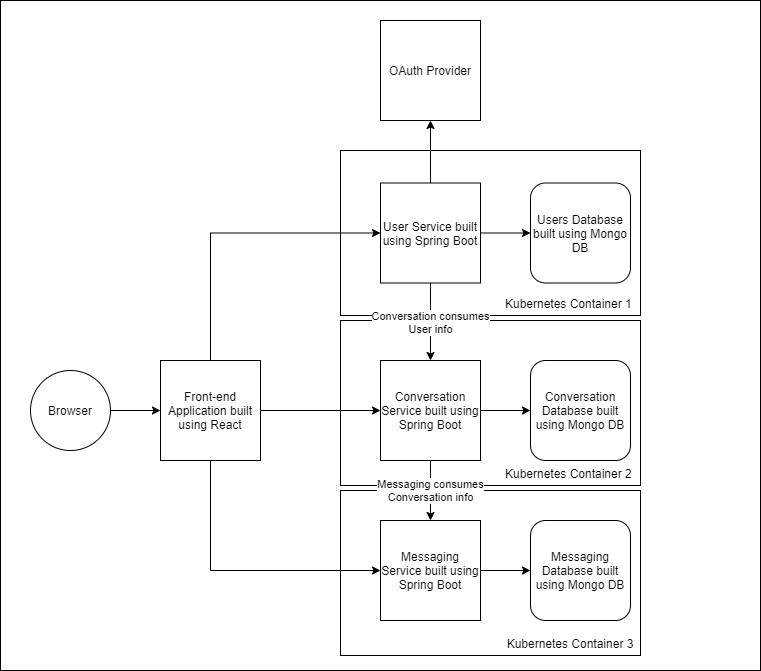 OAuth Provider
User Service built
using Spring Boot
Users Database
built using Mongo
DB
Kubernetes Container 1
Conversation consumes
User info
Browser
Front-end
Application built
using React
Conversation
Service built using
Spring Boot
Conversation
Database built
using Mongo DB
Kubernetes Container 2
Messaging consumes
Conversation info
Messaging
Service built using
Spring Boot
Messaging
Database built
using Mongo DB
Kubernetes Container 3